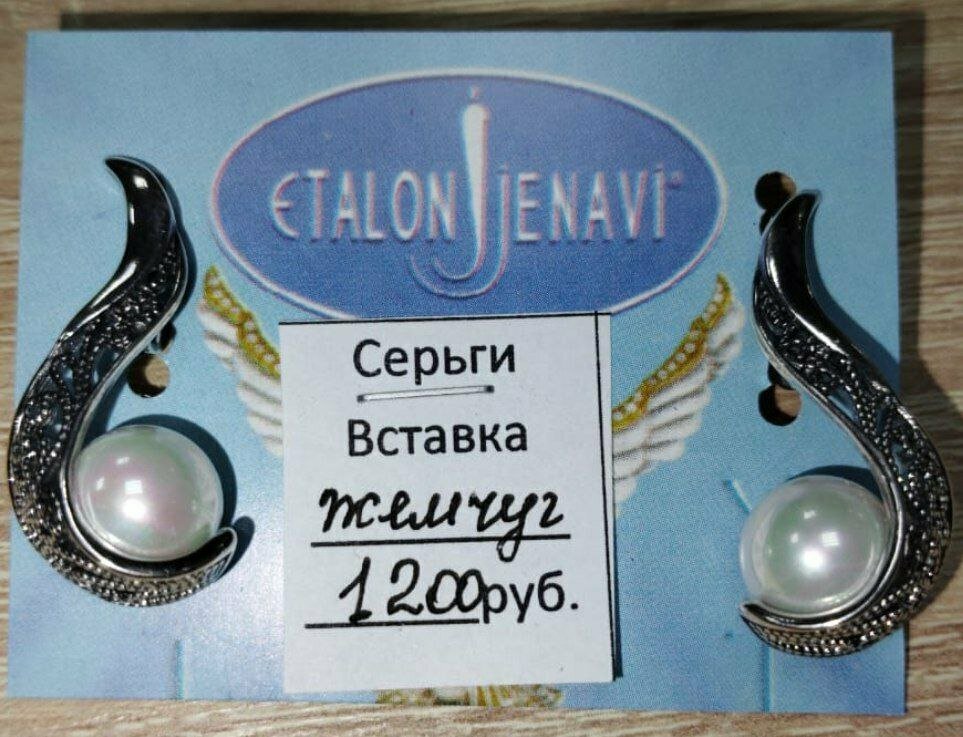 ETALON JENAVI
Серьги
Вставка
жемчуг
1200руб.